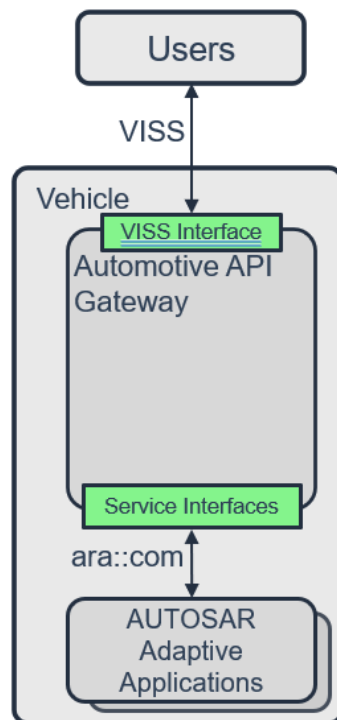 Users
VISS
Vehicle
VISS Interface
Automotive API
Gateway
Service Interfaces
ara::com
AUTOSAR
Adaptive
Applications